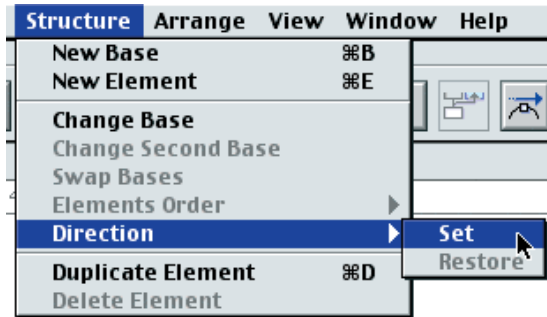 Structure Arrange View Window Help
New Base ⌘B
New Element ⌘E
Change Base
Change Second Base
Swap Bases
Elements Order
Direction
Set
Restore
Duplicate Element ⌘D
Delete Element